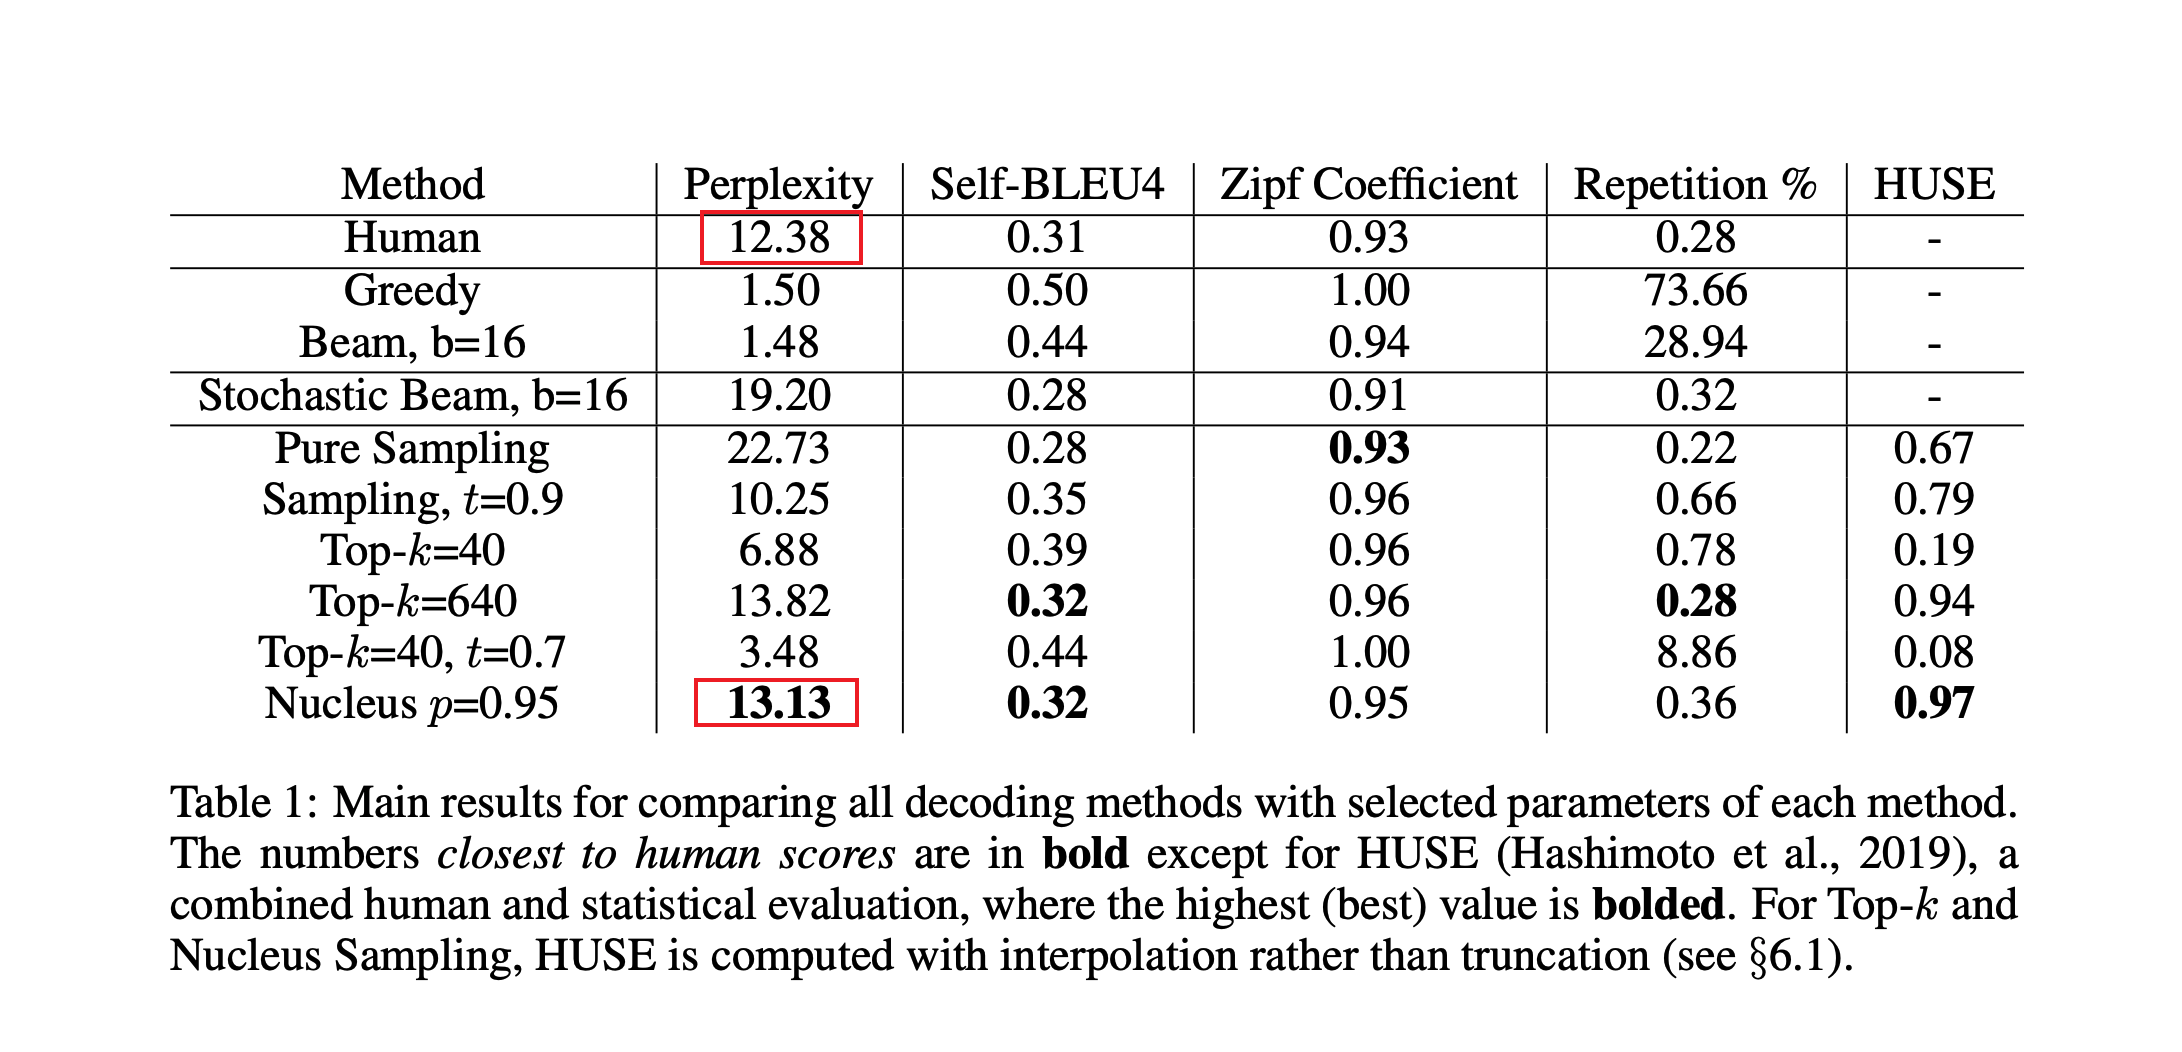 Method Perplexity Self-BLEU4 Zipf Coefficient Repetition % HUSE
Human 12.38 0.31 0.93 0.28 -
Greedy 1.50 0.50 1.00 73.66 -
Beam, b=16 1.48 0.44 0.94 28.94 -
Stochastic Beam, b=16 19.20 0.28 0.91 0.32 -
Pure Sampling 22.73 0.28 0.93 0.22 0.67
Sampling, t=0.9 10.25 0.35 0.96 0.66 0.79
Top-k=40 6.88 0.39 0.96 0.78 0.19
Top-k=640 13.82 0.32 0.96 0.28 0.94
Top-k=40, t=0.7 3.48 0.44 1.00 8.86 0.08
Nucleus p=0.95 13.13 0.32 0.95 0.36 0.97
Table 1: Main results for comparing all decoding methods with selected parameters of each method.
The numbers closest to human scores are in bold except for HUSE (Hashimoto et al., 2019), a
combined human and statistical evaluation, where the highest (best) value is bolded. For Top-k and
Nucleus Sampling, HUSE is computed with interpolation rather than truncation (see §6.1).